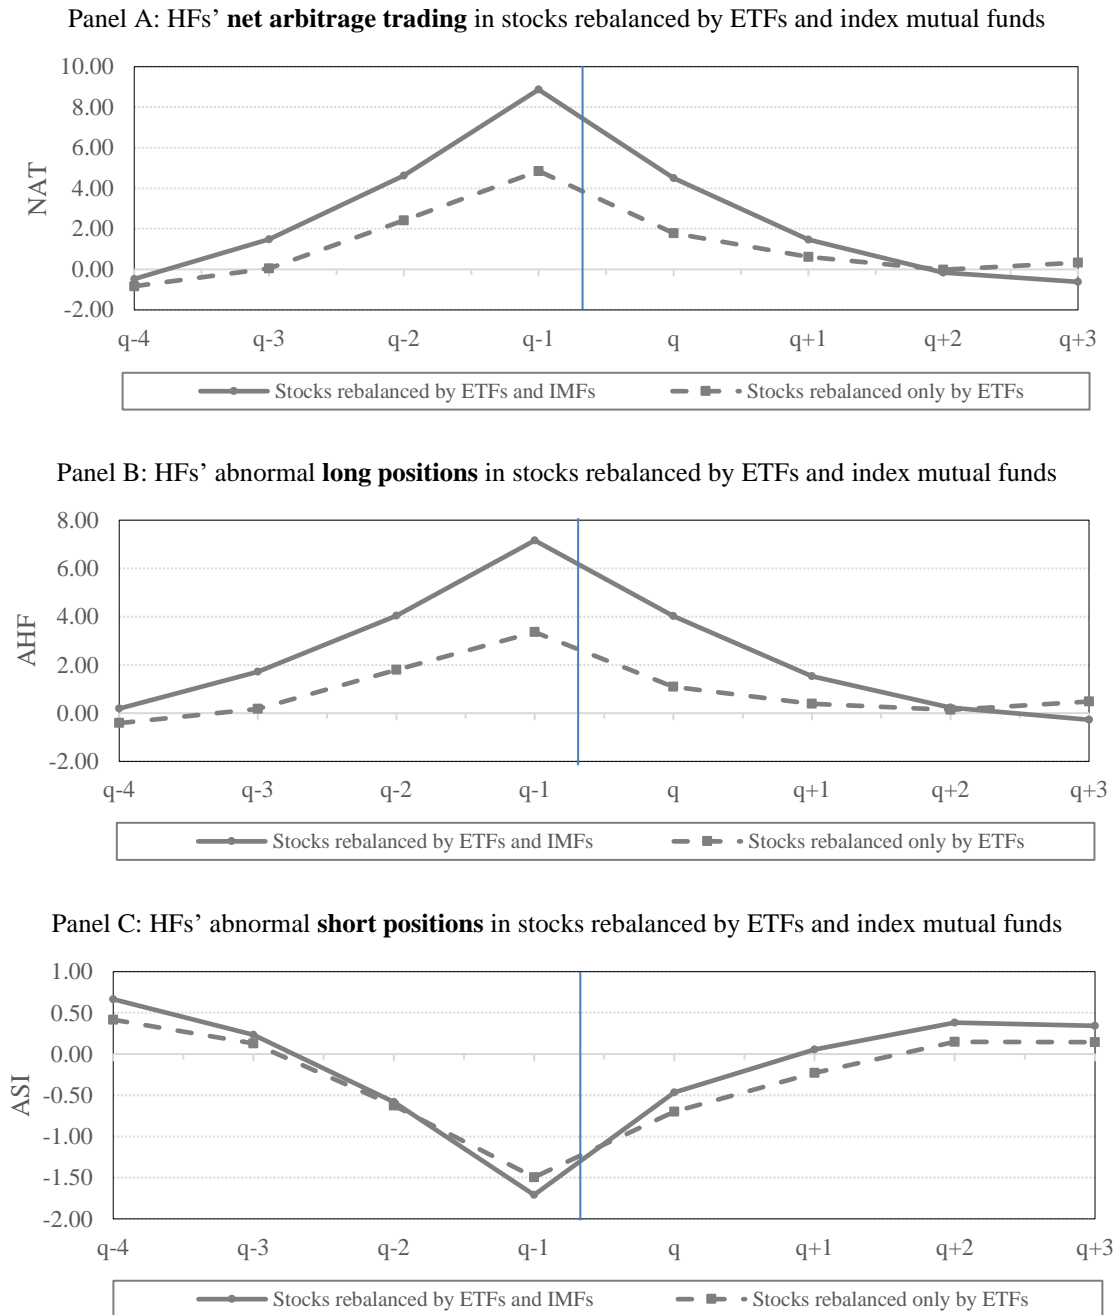 Panel A: HFs’ net arbitrage trading in stocks rebalanced by ETFs and index mutual funds
10.00
8.00
6.00
4.00
2.00
0.00
-2.00
NAT
q-4 q-3 q-2 q-1 q q+1 q+2 q+3
Stocks rebalanced by ETFs and IMFs Stocks rebalanced only by ETFs
Panel B: HFs’ abnormal long positions in stocks rebalanced by ETFs and index mutual funds
8.00
6.00
4.00
2.00
0.00
-2.00
AHF
q-4 q-3 q-2 q-1 q q+1 q+2 q+3
Stocks rebalanced by ETFs and IMFs Stocks rebalanced only by ETFs
Panel C: HFs’ abnormal short positions in stocks rebalanced by ETFs and index mutual funds
1.00
0.50
0.00
-0.50
-1.00
-1.50
-2.00
ASI
q-4 q-3 q-2 q-1 q q+1 q+2 q+3
Stocks rebalanced by ETFs and IMFs Stocks rebalanced only by ETFs